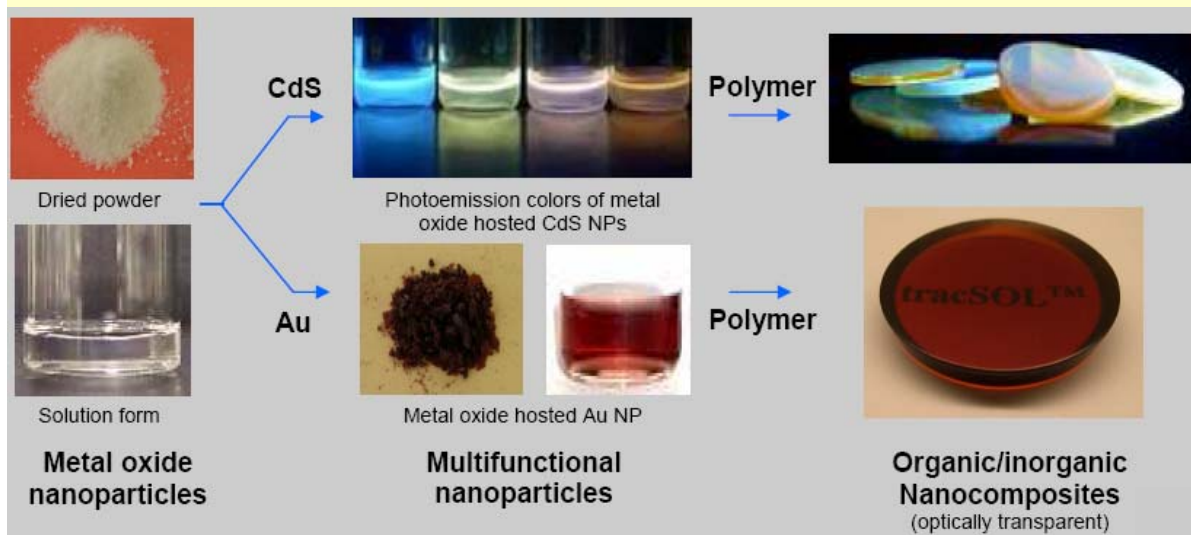 Dried powder
Solution form
Metal oxide
nanoparticles
CdS
Au
Photoemission colors of metal
oxide hosted CdS NPs
Metal oxide hosted Au NP
Multifunctional
nanoparticles
Polymer
Polymer
tracSOL™
Organic/inorganic
Nanocomposites
(optically transparent)